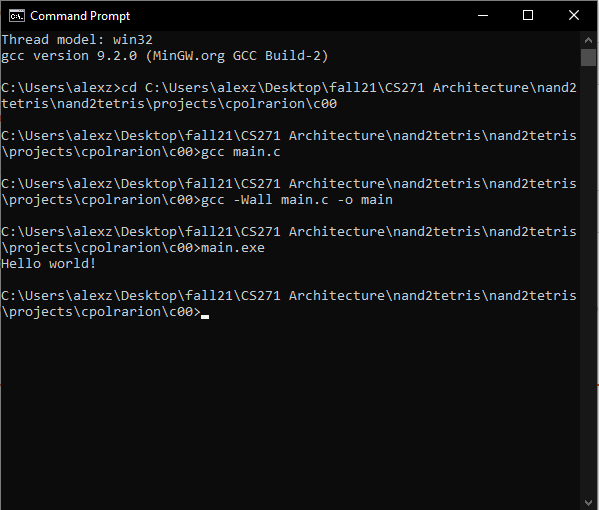 Command Prompt
Thread model: win32
gcc version 9.2.0 (MinGW.org GCC Build-2)
C:\Users\alexz>cd C:\Users\alexz\Desktop\fall21\CS271 Architecture\nand2
tetris\nand2tetris\projects\cpolrarion\c00
C:\Users\alexz\Desktop\fall21\CS271 Architecture\nand2tetris\nand2tetris
\projects\cpolrarion\c00>gcc main.c
C:\Users\alexz\Desktop\fall21\CS271 Architecture\nand2tetris\nand2tetris
\projects\cpolrarion\c00>gcc -Wall main.c -o main
C:\Users\alexz\Desktop\fall21\CS271 Architecture\nand2tetris\nand2tetris
\projects\cpolrarion\c00>main.exe
Hello world!
C:\Users\alexz\Desktop\fall21\CS271 Architecture\nand2tetris\nand2tetris
\projects\cpolrarion\c00>